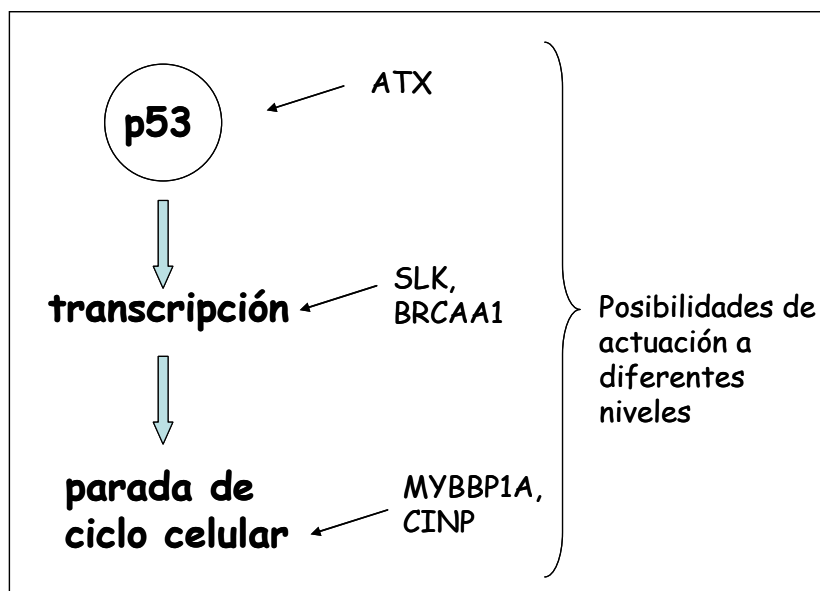 p53
ATX
transcripción
SLK,
BRCAA1
parada de
ciclo celular
MYBBP1A,
CINP
Posibilidades de
actuación a
diferentes
niveles